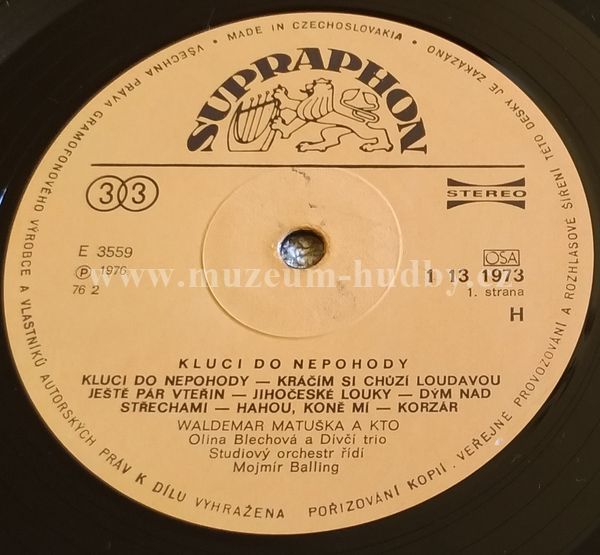 • MADE IN CZECHOSLOVAKIA •
VŠECHNA PRÁVA GRAMOFONOVÉHO VÝROBCE A VLASTNÍKŮ AUTORSKÝCH PRÁV K DÍLU VYHRAŽENA
POŘIZOVÁNÍ KOPIÍ . VEŘEJNÉ PROVOZOVÁNÍ A ROZHLASOVÉ ŠÍŘENÍ TÉTO DESKY JE ZAKÁZÁNO
SUPRAPHON
33
STEREO
E 3559
OSA
℗ 1976
1 13 1973
76 2
1. strana
H
www.muzeum-hudby.cz
KLUCI DO NEPOHODY
KLUCI DO NEPOHODY — KRÁČÍM SI CHŮZÍ LOUDAVOU
JEŠTĚ PÁR VTEŘIN — JIHOČESKÉ LOUKY — DÝM NAD
STŘECHAMI — HAHOU, KONĚ MÍ — KORZÁR
WALDEMAR MATUŠKA A KTO
Olina Blechová a Dívčí trio
Studiový orchestr řídí
Mojmír Balling